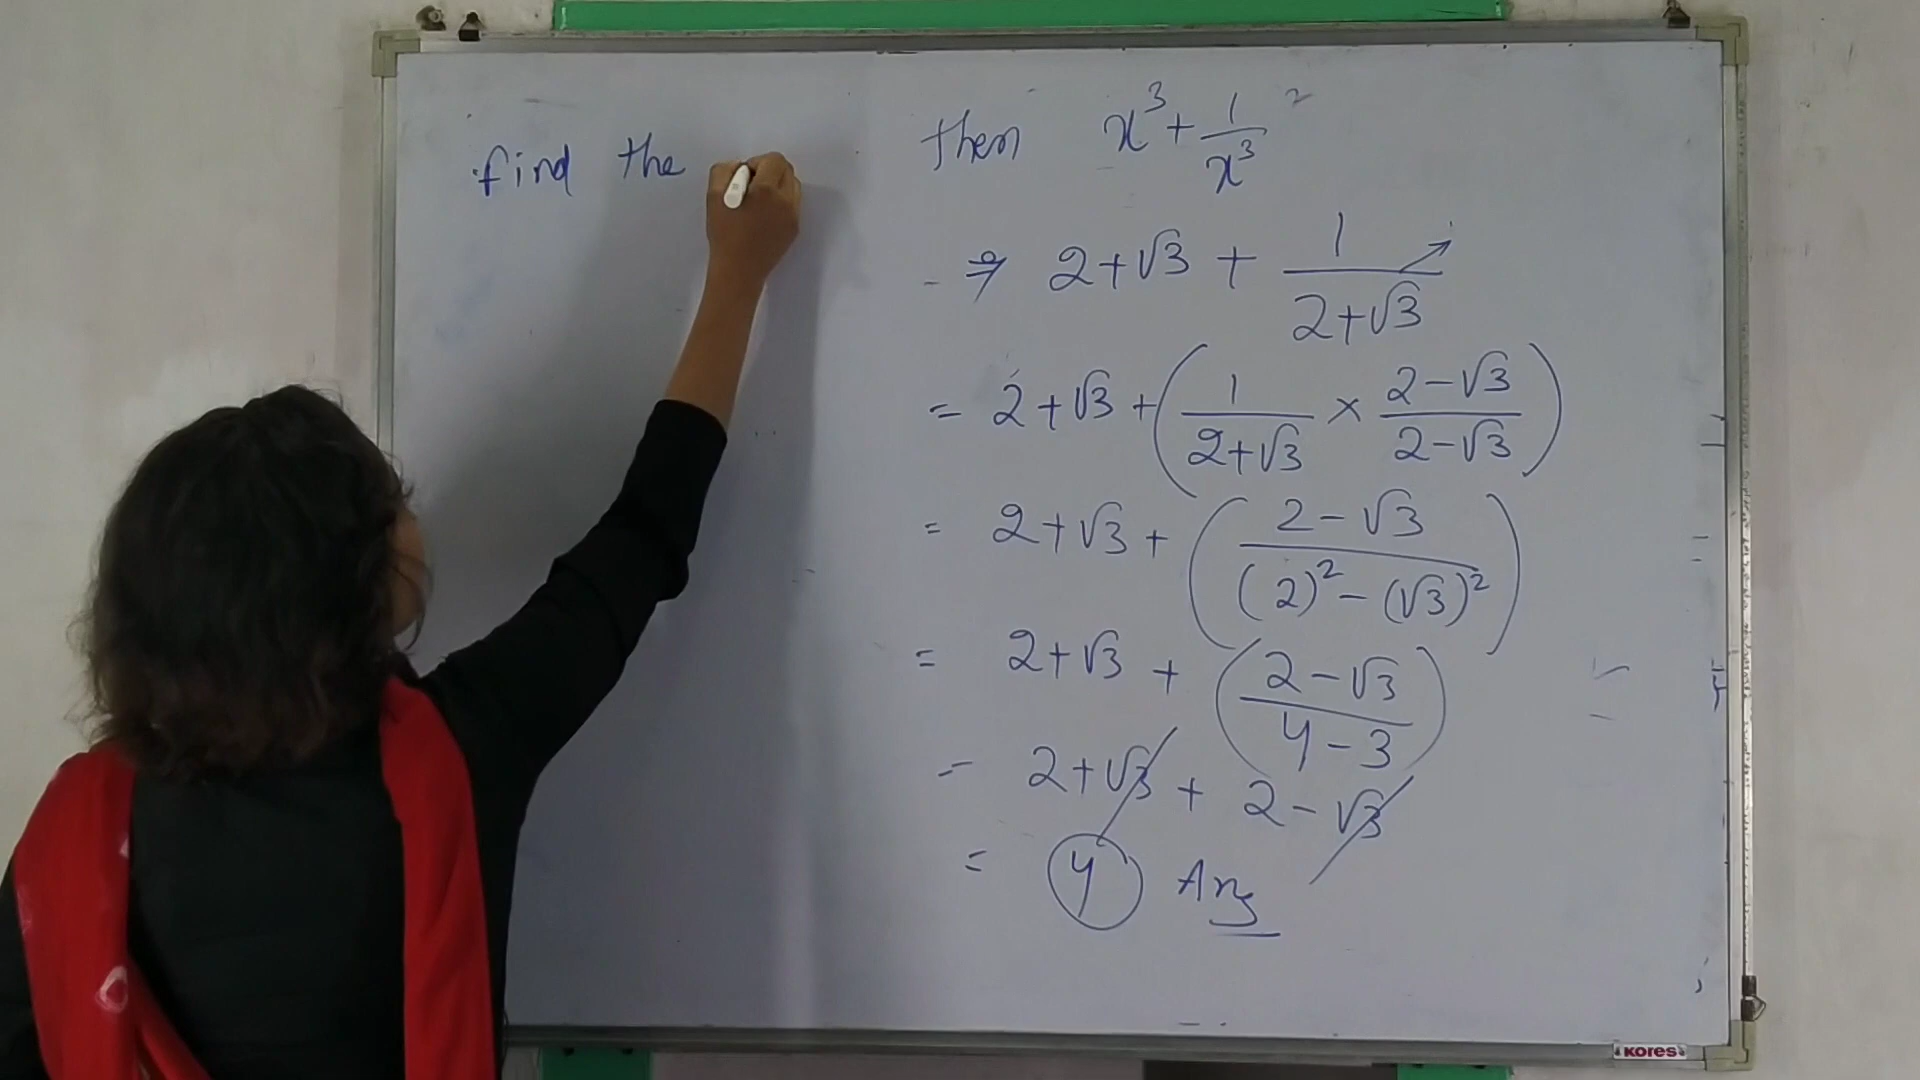 find the
then x³ + 1/x³ ?
⇒ 2+√3 + 1/(2+√3)
= 2+√3 + (1/(2+√3) × (2-√3)/(2-√3))
= 2+√3 + ((2-√3)/((2)² - (√3)²))
= 2+√3 + ((2-√3)/(4-3))
= 2+√3 + 2-√3
= 4 Ans
KORES